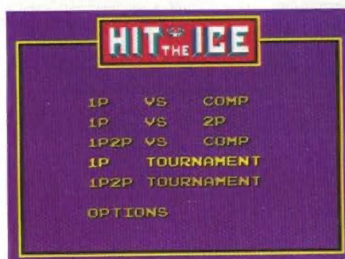 HIT THE ICE
1P VS COMP
1P VS 2P
1P2P VS COMP
1P TOURNAMENT
1P2P TOURNAMENT
OPTIONS